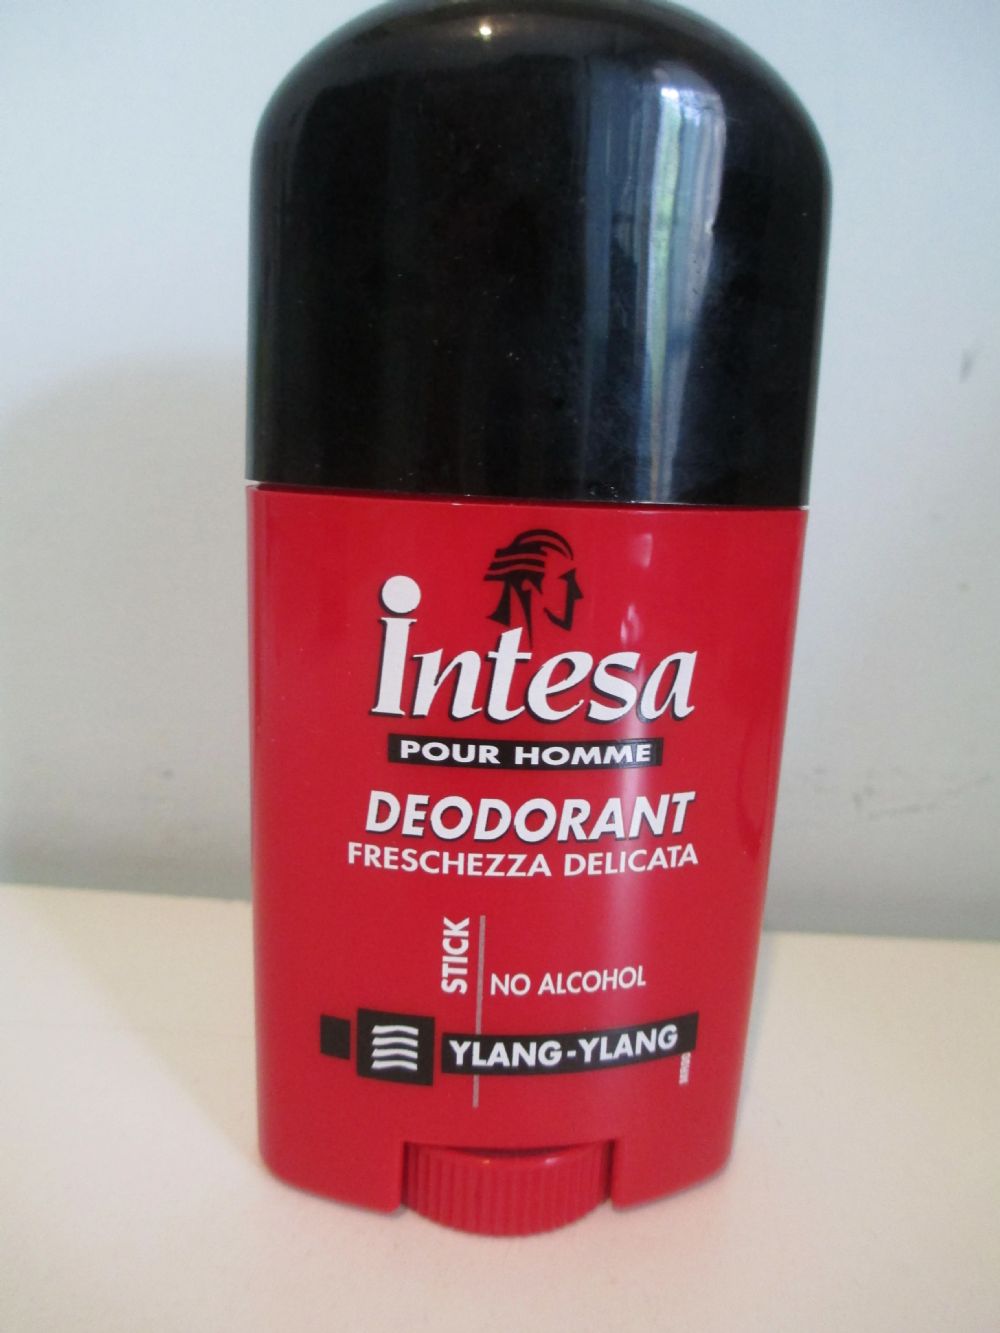 intesa
POUR HOMME
DEODORANT
FRESCHEZZA DELICATA
STICK
NO ALCOHOL
YLANG-YLANG